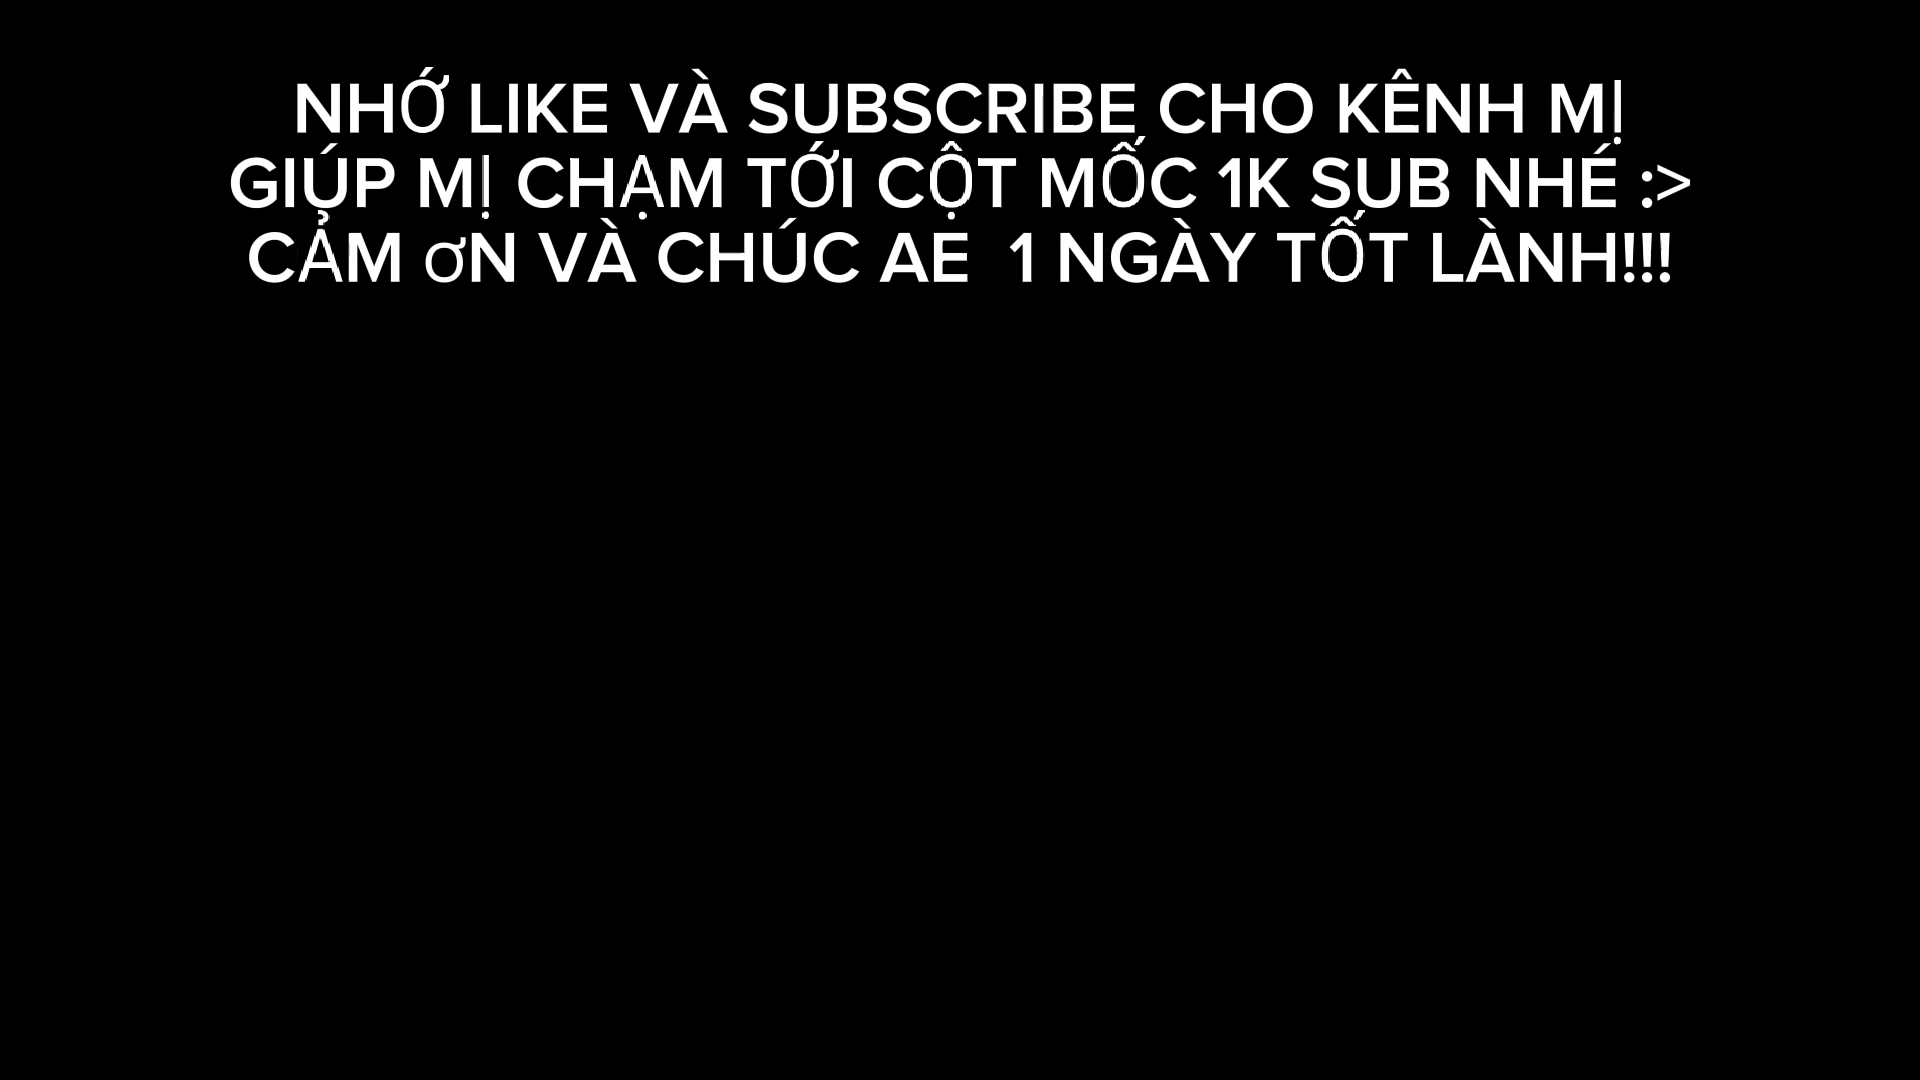 NHỚ LIKE VÀ SUBSCRIBE CHO KÊNH MỊ
GIÚP MỊ CHẠM TỚI CỘT MỐC 1K SUB NHÉ :>
CẢM ơN VÀ CHÚC AE  1 NGÀY TỐT LÀNH!!!